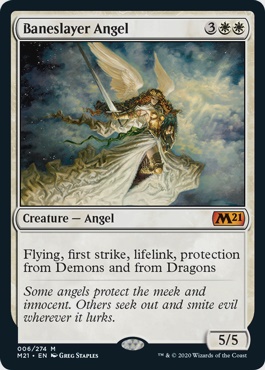 Baneslayer Angel 3
Creature — Angel M21
Flying, first strike, lifelink, protection
from Demons and from Dragons
Some angels protect the meek and
innocent. Others seek out and smite evil
wherever it lurks.
5/5
006/274 M
M21 • EN GREG STAPLES ™ & © 2020 Wizards of the Coast